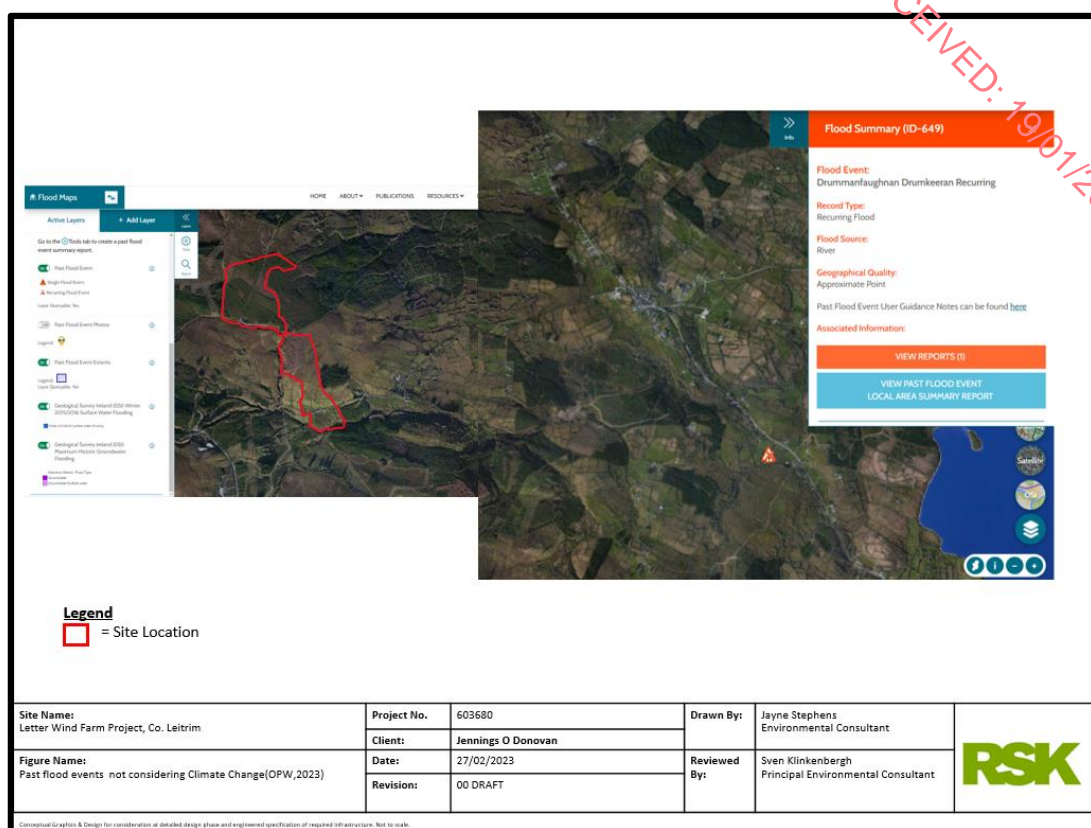 CEIVED: 19/01/20
Flood Maps
HOME ABOUT PUBLICATIONS RESOURCES
Active Layers + Add Layer
Go to the Tools tab to create a past flood
event summary report.
Past Flood Event
Single Flood Event
Recurring Flood Event
Layer Queryable: Yes
Past Flood Event Photos
Legend:
Past Flood Event Extents
Legend:
Layer Queryable: Yes
Geological Survey Ireland (GSI) Winter
2015/2016 Surface Water Flooding
Geological Survey Ireland (GSI)
Maximum Historic Groundwater
Flooding
Info
Flood Summary (ID-649)
Flood Event:
Drummanfaughnan Drumkeeran Recurring
Record Type:
Recurring Flood
Flood Source:
River
Geographical Quality:
Approximate Point
Past Flood Event User Guidance Notes can be found here
Associated Information:
VIEW REPORTS (1)
VIEW PAST FLOOD EVENT
LOCAL AREA SUMMARY REPORT
Satellite
Legend
= Site Location
Site Name:
Letter Wind Farm Project, Co. Leitrim
Project No. 603680
Client: Jennings O Donovan
Drawn By: Jayne Stephens
Environmental Consultant
Figure Name:
Past flood events not considering Climate Change(OPW,2023)
Date: 27/02/2023
Revision: 00 DRAFT
Reviewed
By:
Sven Klinkenbergh
Principal Environmental Consultant
RSK
Conceptual Graphics & Design for consideration at detailed design phase and engineered specification of required infrastructure. Not to scale.